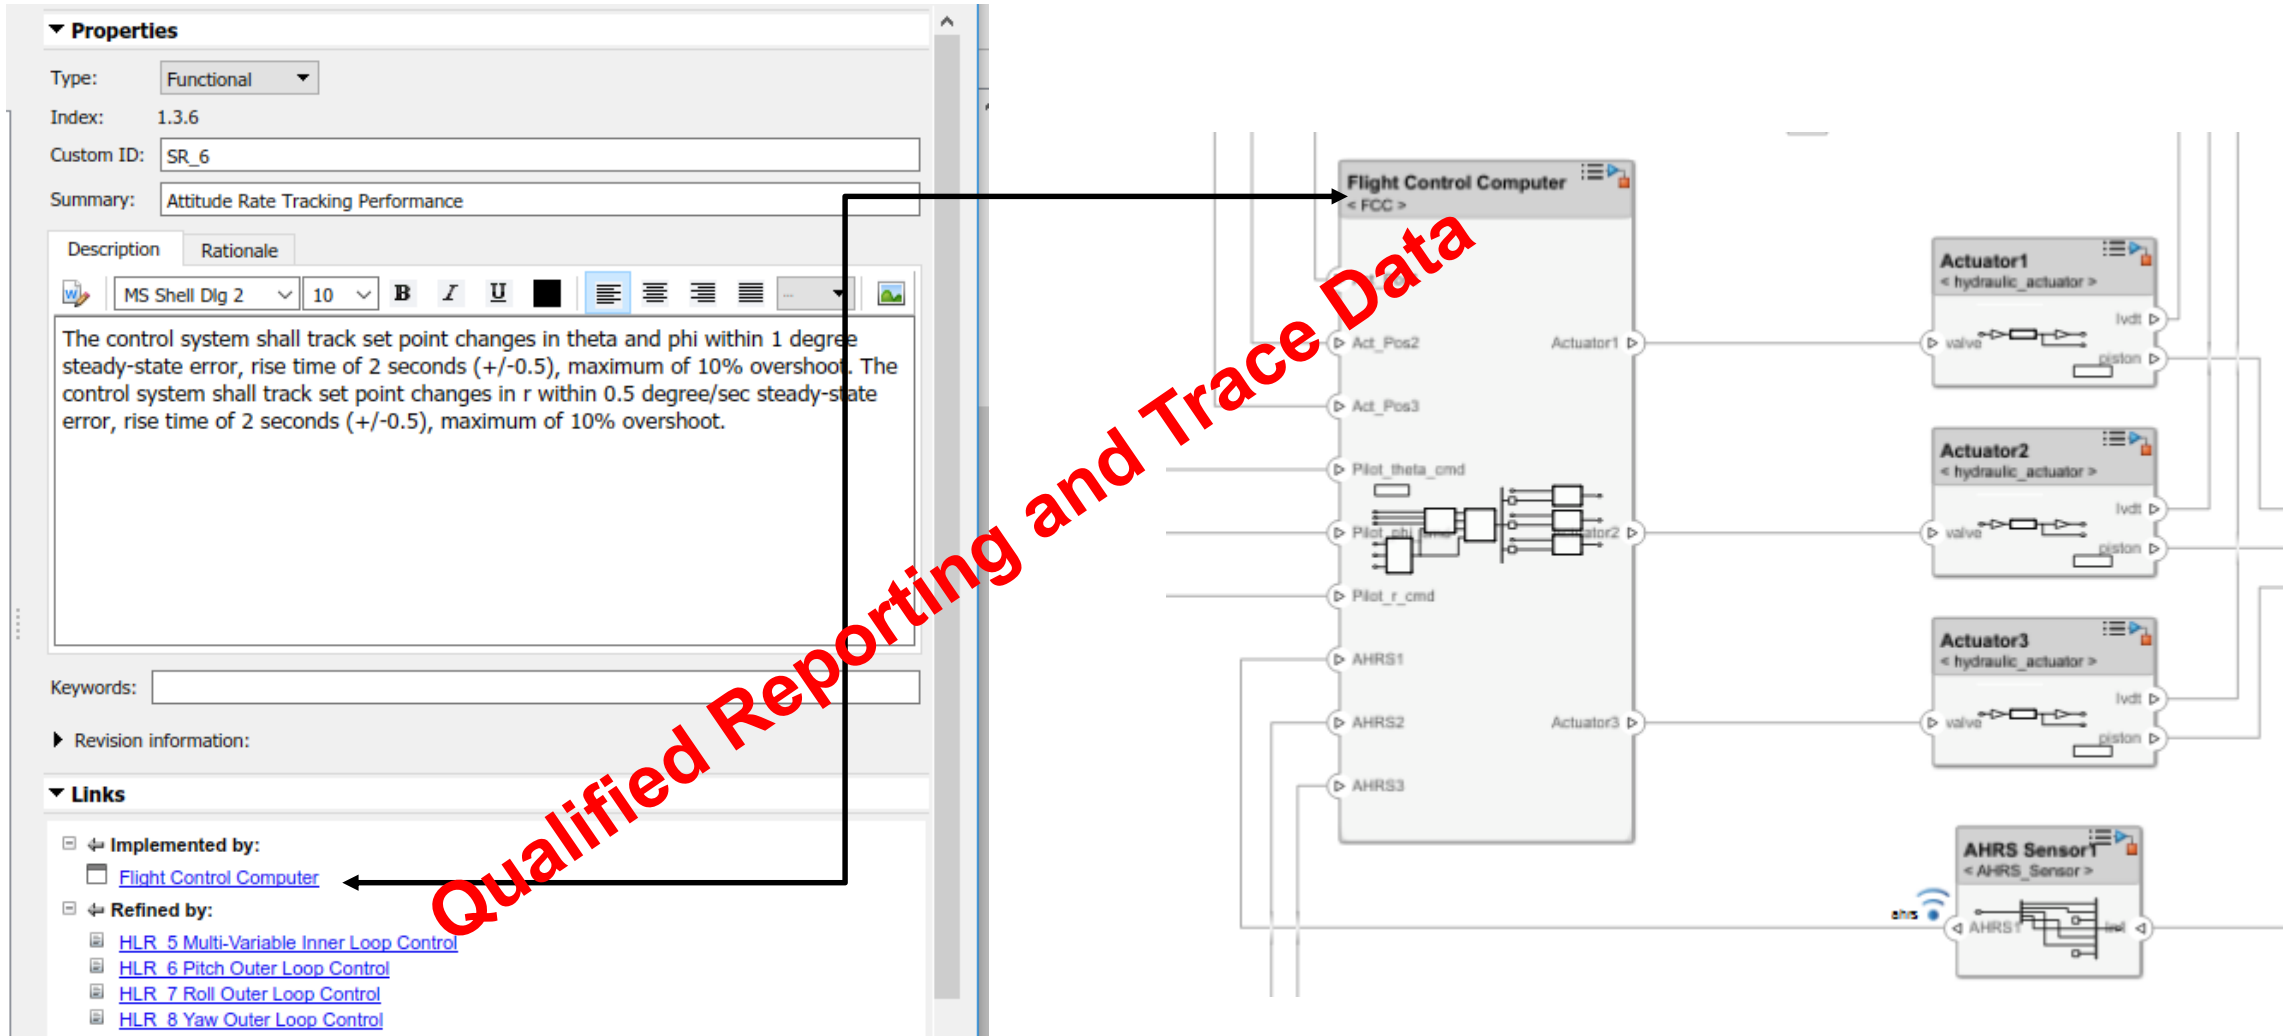 Properties
Type: Functional
Index: 1.3.6
Custom ID: SR_6
Summary: Attitude Rate Tracking Performance
Description Rationale
MS Shell Dlg 2 10 B I U ...
The control system shall track set point changes in theta and phi within 1 degree
steady-state error, rise time of 2 seconds (+/-0.5), maximum of 10% overshoot. The
control system shall track set point changes in r within 0.5 degree/sec steady-state
error, rise time of 2 seconds (+/-0.5), maximum of 10% overshoot.
Keywords:
Revision information:
Links
Implemented by:
Flight Control Computer
Refined by:
HLR_5 Multi-Variable Inner Loop Control
HLR_6 Pitch Outer Loop Control
HLR_7 Roll Outer Loop Control
HLR_8 Yaw Outer Loop Control
Qualified Reporting and Trace Data
Flight Control Computer
< FCC >
Act_Pos2
Act_Pos3
Pilot_theta_cmd
Pilot_r_cmd
AHRS1
AHRS2
AHRS3
Actuator1
Actuator3
Actuator1
< hydraulic_actuator >
valve
lvdt
piston
Actuator2
< hydraulic_actuator >
valve
lvdt
piston
Actuator3
< hydraulic_actuator >
valve
lvdt
piston
AHRS Sensor1
< AHRS_Sensor >
ahrs
AHRS1